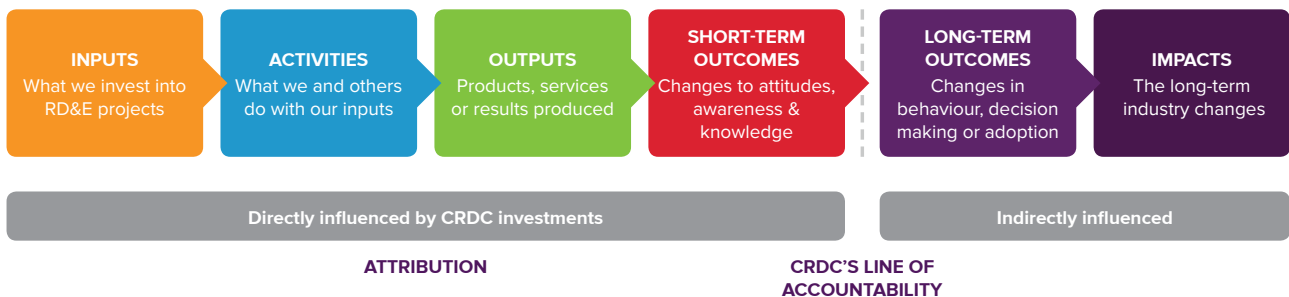 INPUTS
What we invest into
RD&E projects
ACTIVITIES
What we and others
do with our inputs
OUTPUTS
Products, services
or results produced
SHORT-TERM
OUTCOMES
Changes to attitudes,
awareness &
knowledge
LONG-TERM
OUTCOMES
Changes in
behaviour, decision
making or adoption
IMPACTS
The long-term
industry changes
Directly influenced by CRDC investments
Indirectly influenced
ATTRIBUTION
CRDC'S LINE OF
ACCOUNTABILITY